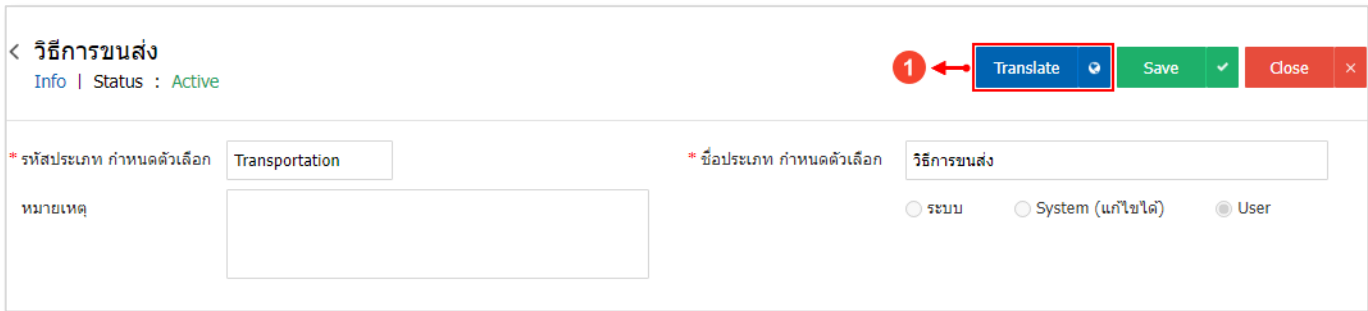 วิธีการขนส่ง
Info | Status : Active
1 Translate Save Close
* รหัสประเภท กำหนดตัวเลือก Transportation * ชื่อประเภท กำหนดตัวเลือก วิธีการขนส่ง
หมายเหตุ ระบบ System (แก้ไขได้) User